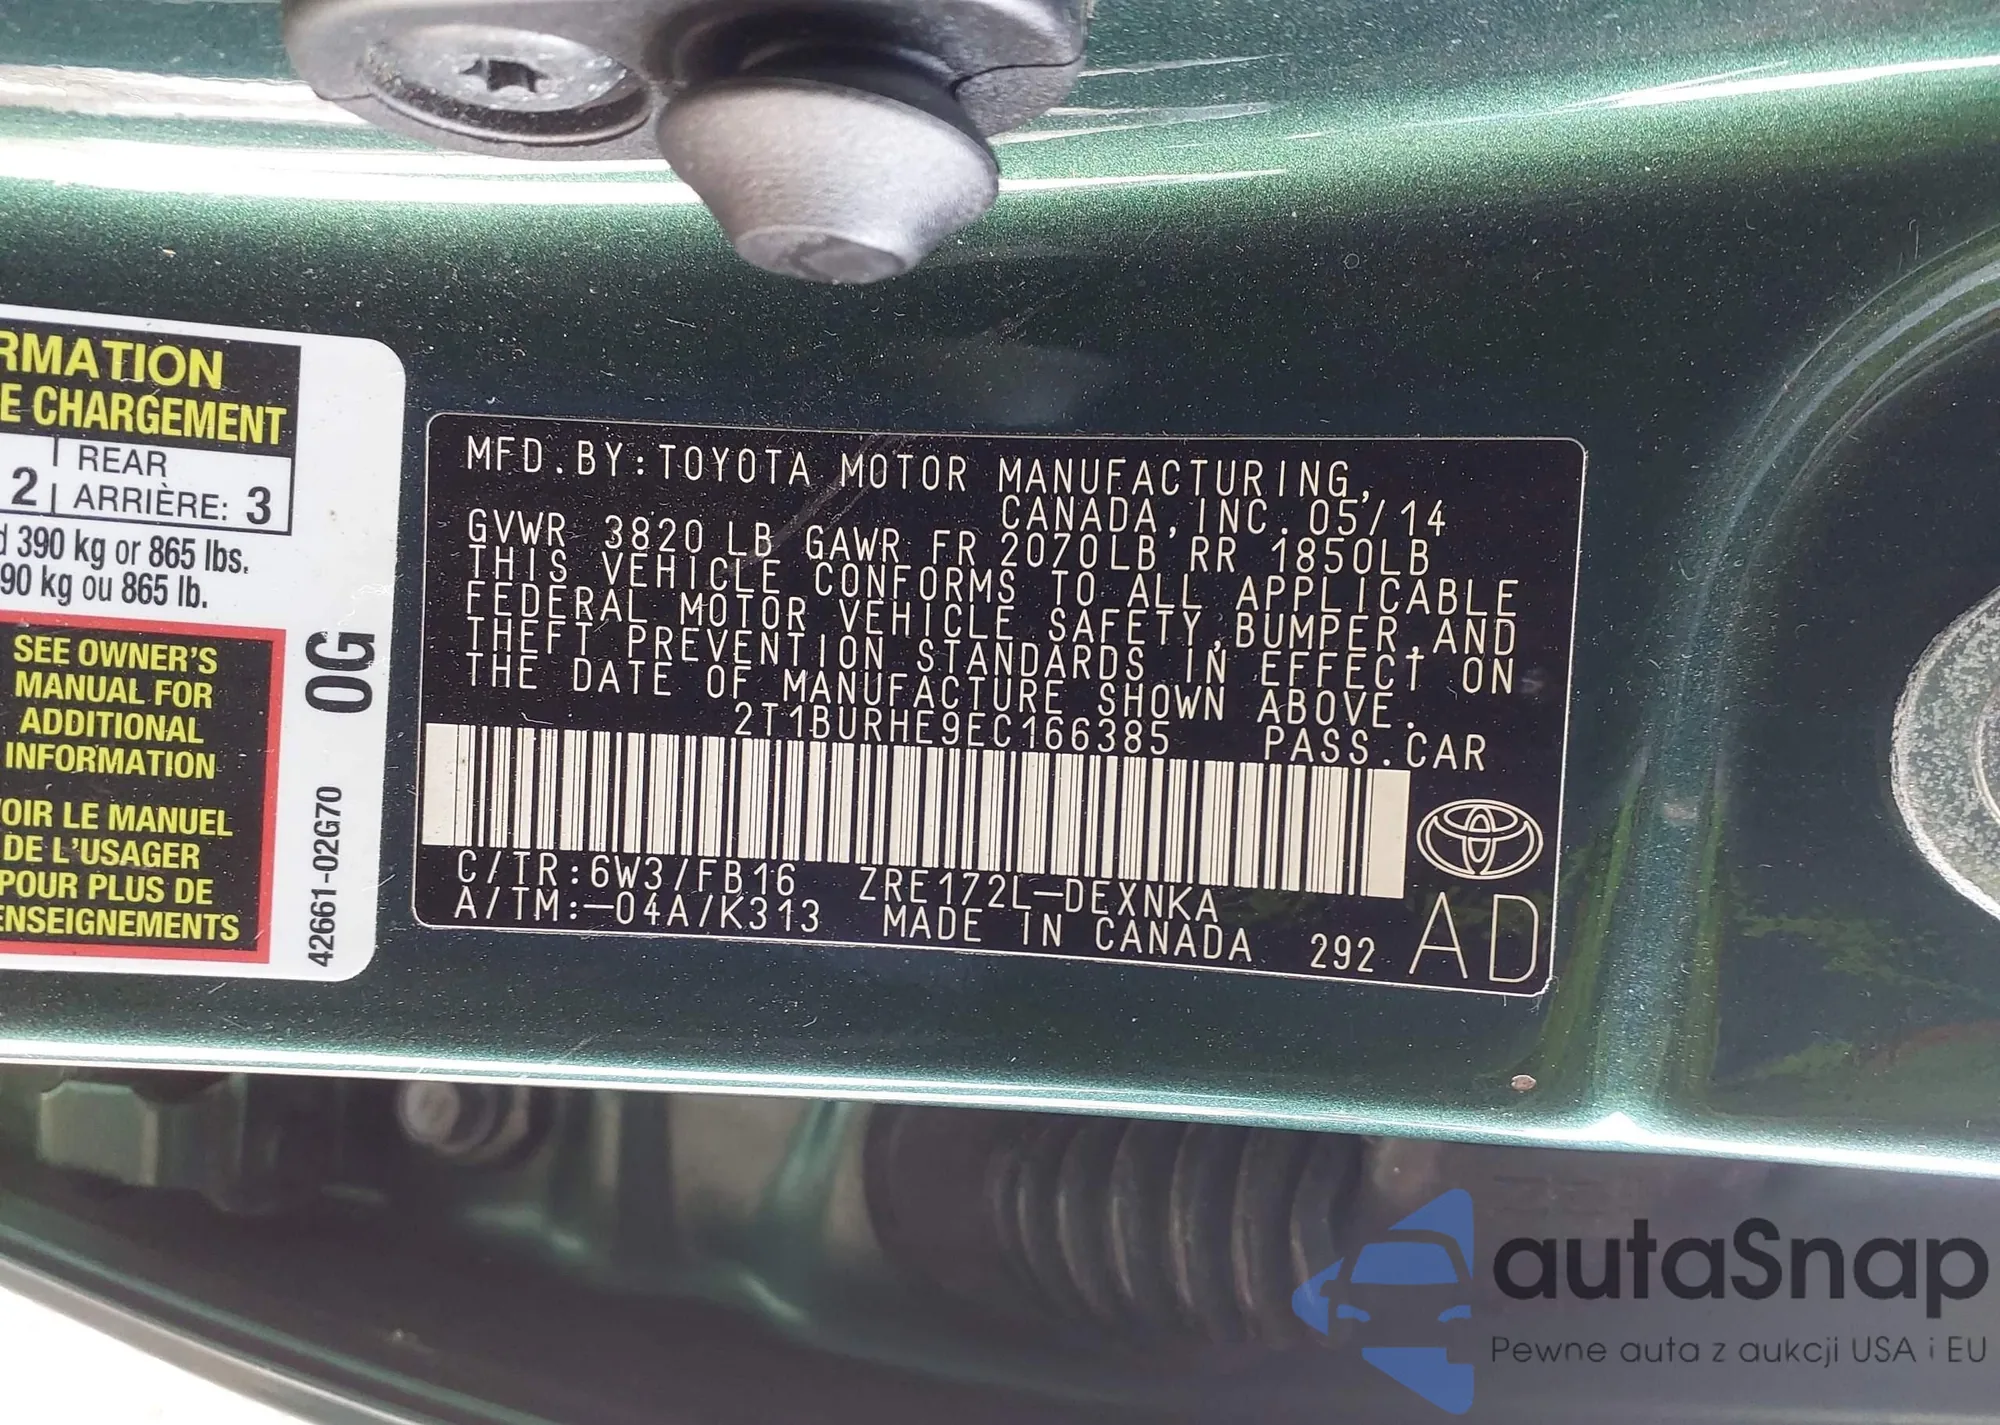 RMATION
E CHARGEMENT
2 REAR
ARRIÈRE: 3
d 390 kg or 865 lbs.
90 kg ou 865 lb.
SEE OWNER'S
MANUAL FOR
ADDITIONAL
INFORMATION
OIR LE MANUEL
DE L'USAGER
POUR PLUS DE
ENSEIGNEMENTS
0G
42661-02G70
MFD.BY:TOYOTA MOTOR MANUFACTURING,
CANADA,INC. 05/14
GVWR 3820 LB GAWR FR 2070LB RR 1850LB
THIS VEHICLE CONFORMS TO ALL APPLICABLE
FEDERAL MOTOR VEHICLE SAFETY,BUMPER,AND
THEFT PREVENTION STANDARDS IN EFFECT ON
THE DATE OF MANUFACTURE SHOWN ABOVE.
2T1BURHE9EC166385 PASS.CAR
C/TR:6W3/FB16 ZRE172L-DEXNKA
A/TM:-04A/K313 MADE IN CANADA 292 AD
autaSnap
Pewne auta z aukcji USA i EU